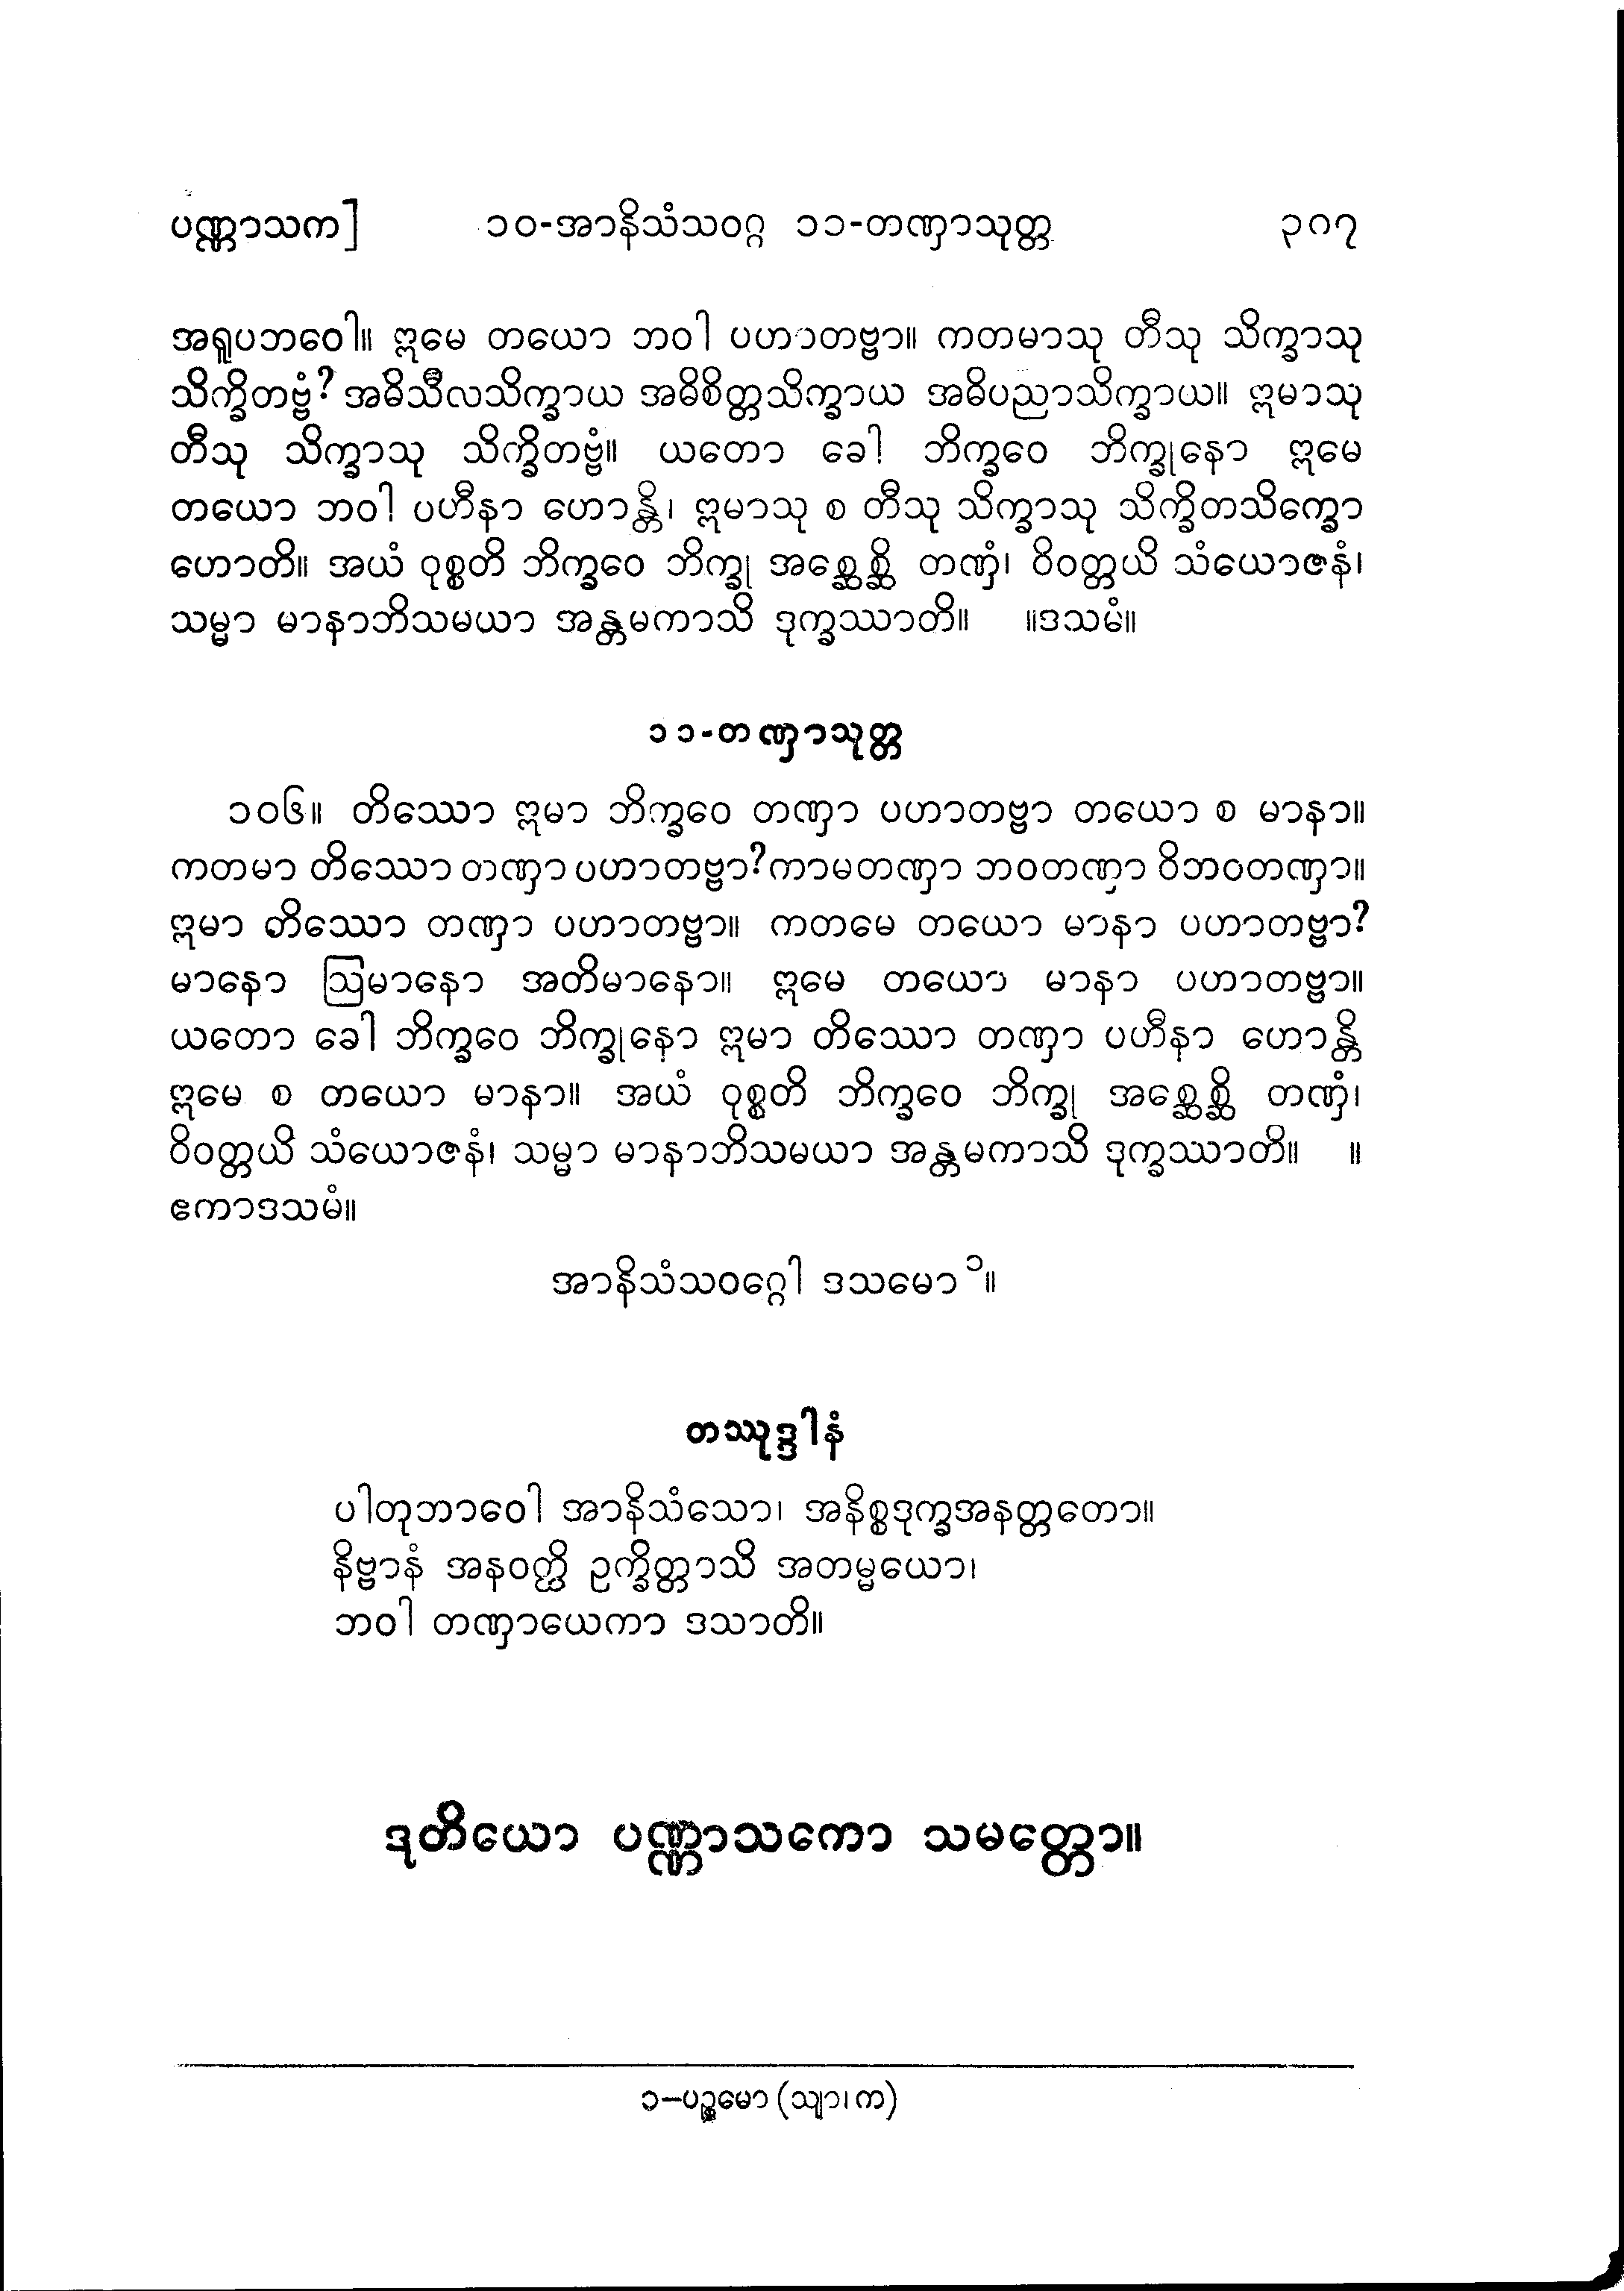 ပဏ္ဏာသက] ၁၀-အာနိသံသဝဂ္ဂ ၁၁-တဏှာသုတ္တ ၃၀၇
အရူပဘဝေါ။ ဣမေ တယော ဘဝါ ပဟာတဗ္ဗာ။ ကတမာသု တီသု သိက္ခာသု
သိက္ခိတဗ္ဗံ? အဓိသီလသိက္ခာယ အဓိစိတ္တသိက္ခာယ အဓိပညာသိက္ခာယ။ ဣမာသု
တီသု သိက္ခာသု သိက္ခိတဗ္ဗံ။ ယတော ခေါ ဘိက္ခဝေ ဘိက္ခုနော ဣမေ
တယော ဘဝါ ပဟီနာ ဟောန္တိ၊ ဣမာသု စ တီသု သိက္ခာသု သိက္ခိတသိက္ခော
ဟောတိ။ အယံ ဝုစ္စတိ ဘိက္ခဝေ ဘိက္ခု အစ္ဆေစ္ဆိ တဏှံ၊ ဝိဝတ္တယိ သံယောဇနံ၊
သမ္မာ မာနာဘိသမယာ အန္တမကာသိ ဒုက္ခဿာတိ။ ။ဒသမံ။
၁၁-တဏှာသုတ္တ
၁၀၆။ တိဿော ဣမာ ဘိက္ခဝေ တဏှာ ပဟာတဗ္ဗာ တယော စ မာနာ။
ကတမာ တိဿော တဏှာ ပဟာတဗ္ဗာ? ကာမတဏှာ ဘဝတဏှာ ဝိဘဝတဏှာ။
ဣမာ တိဿော တဏှာ ပဟာတဗ္ဗာ။ ကတမေ တယော မာနာ ပဟာတဗ္ဗာ?
မာနော ဩမာနော အတိမာနော။ ဣမေ တယော မာနာ ပဟာတဗ္ဗာ။
ယတော ခေါ ဘိက္ခဝေ ဘိက္ခုနော ဣမာ တိဿော တဏှာ ပဟီနာ ဟောန္တိ
ဣမေ စ တယော မာနာ။ အယံ ဝုစ္စတိ ဘိက္ခဝေ ဘိက္ခု အစ္ဆေစ္ဆိ တဏှံ၊
ဝိဝတ္တယိ သံယောဇနံ၊ သမ္မာ မာနာဘိသမယာ အန္တမကာသိ ဒုက္ခဿာတိ။ ။
ဧကာဒသမံ။
အာနိသံသဝဂ္ဂေါ ဒသမော ၁။
တဿုဒ္ဒါနံ
ပါတုဘာဝေါ အာနိသံသော၊ အနိစ္စဒုက္ခအနတ္တတော။
နိဗ္ဗာနံ အနဝတ္ထိ ဥက္ခိတ္တာသိ အတမ္မယော၊
ဘဝါ တဏှာယေကာ ဒသာတိ။
ဒုတိယော ပဏ္ဏာသကော သမတ္တော။
၁–ပဉ္စမော (သျာ၊ က)